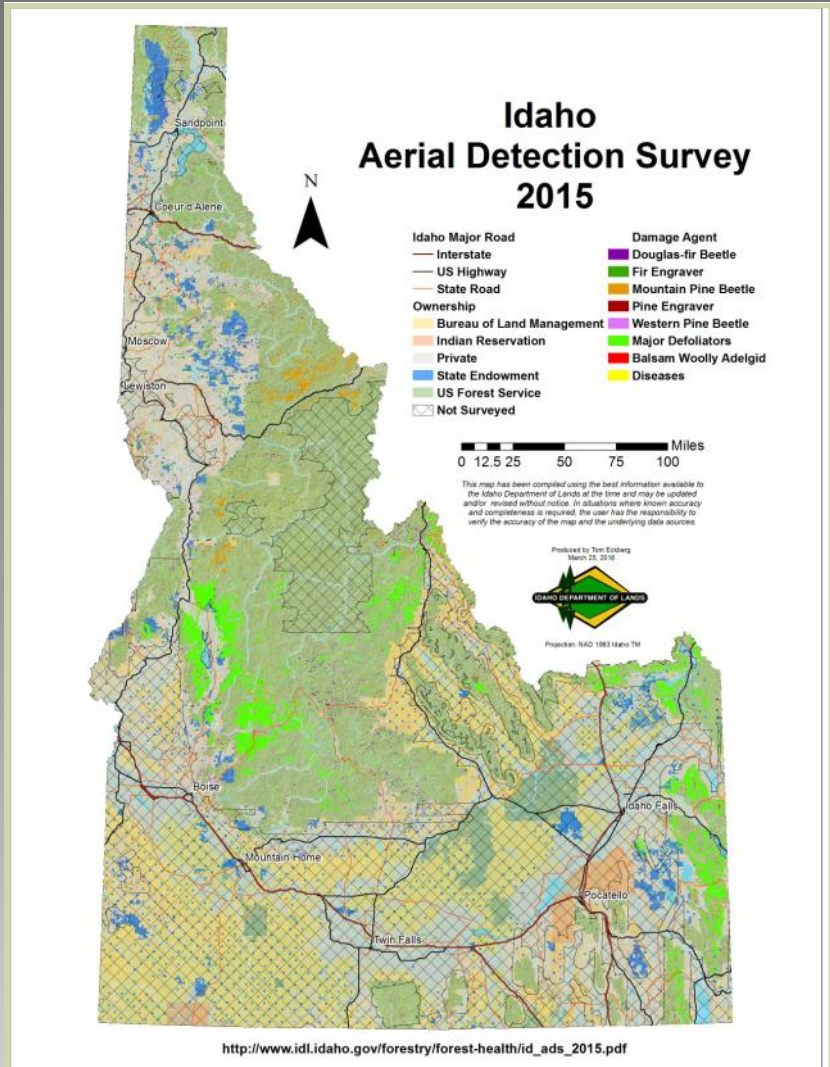 Idaho
Aerial Detection Survey
2015
N
Idaho Major Road
Interstate
US Highway
State Road
Ownership
Bureau of Land Management
Indian Reservation
Private
State Endowment
US Forest Service
Not Surveyed
Damage Agent
Douglas-fir Beetle
Fir Engraver
Mountain Pine Beetle
Pine Engraver
Western Pine Beetle
Major Defoliators
Balsam Woolly Adelgid
Diseases
Miles
0 12.5 25 50 75 100
This map has been compiled using the best information available to
the Idaho Department of Lands at the time and may be updated
and/or revised without notice. In situations where known accuracy
and completeness is required, the user has the responsibility to
verify the accuracy of the map and the underlying data sources.
Produced by Tom Eckberg
March 25, 2016
IDAHO DEPARTMENT OF LANDS
Projection: NAD 1983 Idaho TM
Sandpoint
Coeur d'Alene
Moscow
Lewiston
Boise
Idaho Falls
Mountain Home
Pocatello
Twin Falls
http://www.idl.idaho.gov/forestry/forest-health/id_ads_2015.pdf